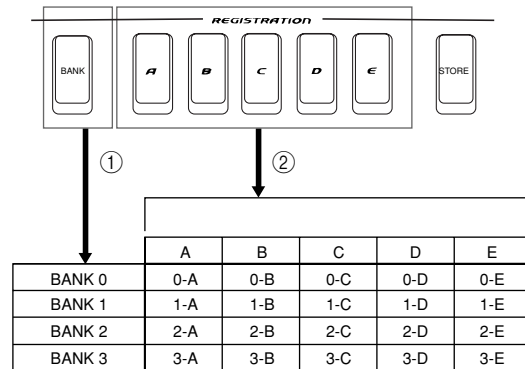 REGISTRATION
BANK A B C D E STORE
① ②
A B C D E
BANK 0 0-A 0-B 0-C 0-D 0-E
BANK 1 1-A 1-B 1-C 1-D 1-E
BANK 2 2-A 2-B 2-C 2-D 2-E
BANK 3 3-A 3-B 3-C 3-D 3-E